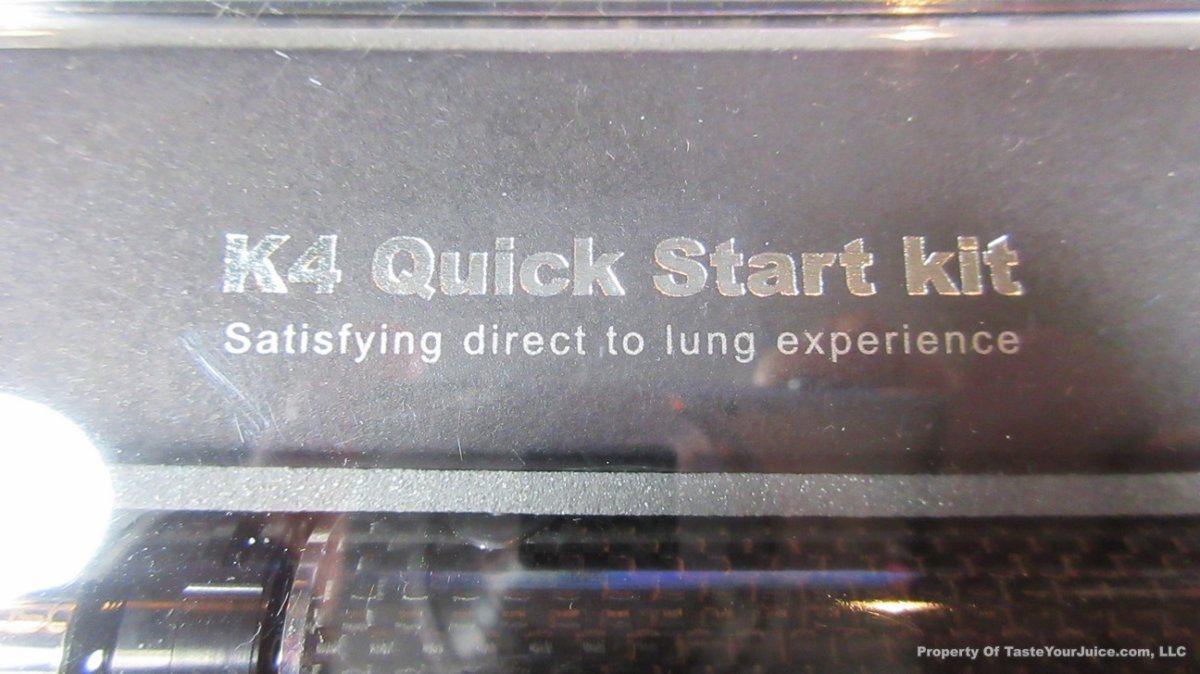 K4 Quick Start kit
Satisfying direct to lung experience
Property Of TasteYourJuice.com, LLC